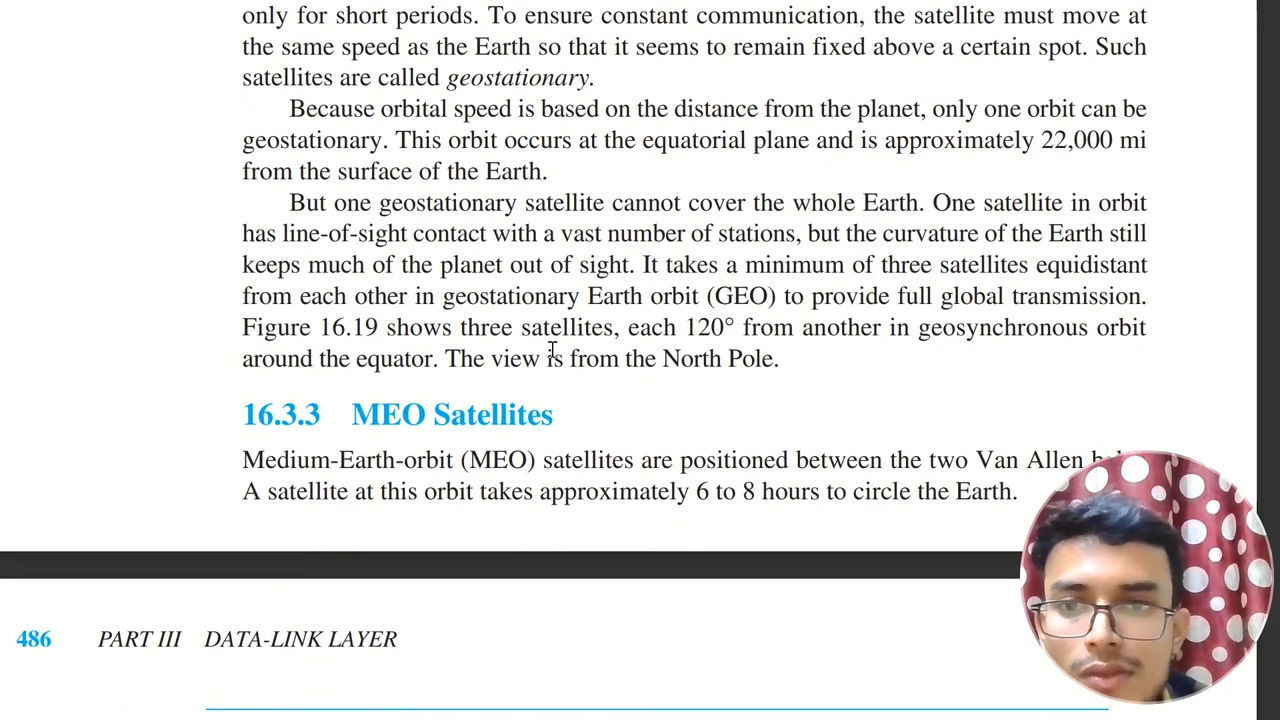 only for short periods. To ensure constant communication, the satellite must move at
the same speed as the Earth so that it seems to remain fixed above a certain spot. Such
satellites are called geostationary.
Because orbital speed is based on the distance from the planet, only one orbit can be
geostationary. This orbit occurs at the equatorial plane and is approximately 22,000 mi
from the surface of the Earth.
But one geostationary satellite cannot cover the whole Earth. One satellite in orbit
has line-of-sight contact with a vast number of stations, but the curvature of the Earth still
keeps much of the planet out of sight. It takes a minimum of three satellites equidistant
from each other in geostationary Earth orbit (GEO) to provide full global transmission.
Figure 16.19 shows three satellites, each 120° from another in geosynchronous orbit
around the equator. The view is from the North Pole.
16.3.3 MEO Satellites
Medium-Earth-orbit (MEO) satellites are positioned between the two Van Allen
A satellite at this orbit takes approximately 6 to 8 hours to circle the Earth.
486 PART III DATA-LINK LAYER